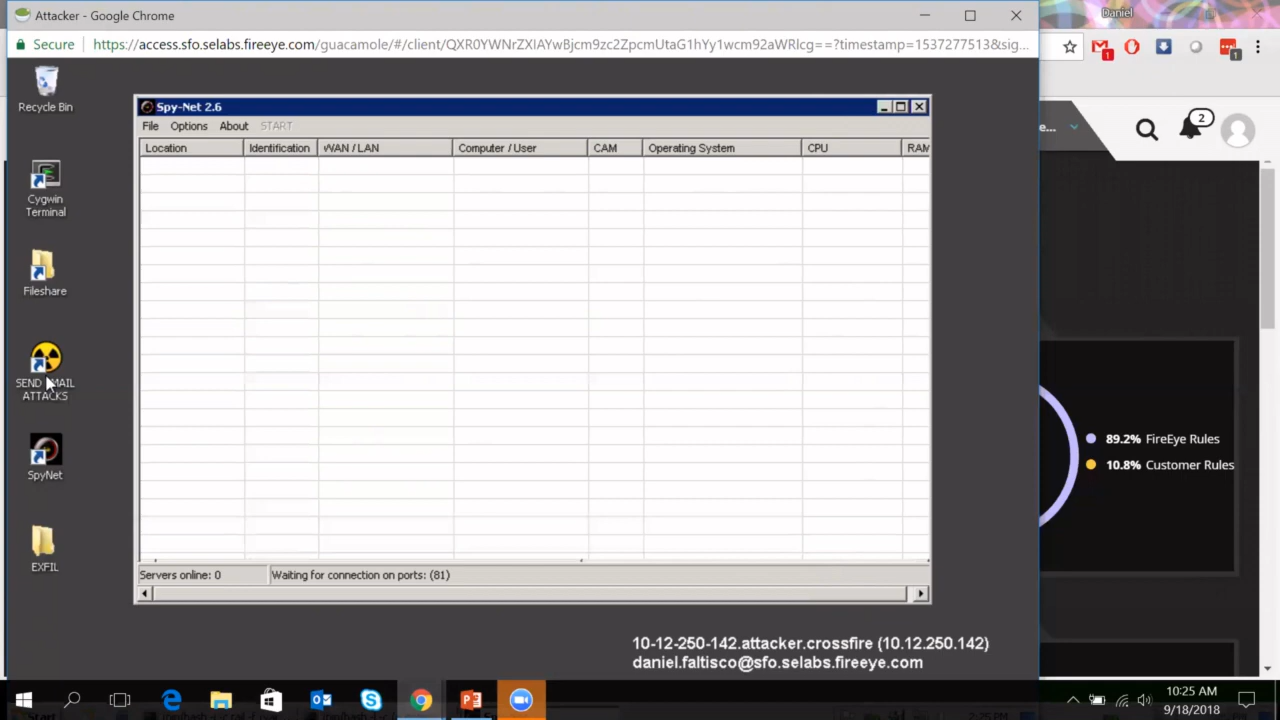 Attacker - Google Chrome
Daniel
Secure
https://access.sfo.selabs.fireeye.com/guacamole/#/client/QXR0YWNrZXIAYwBjcm9zc2ZpcmUtaG1hYy1wcm92aWRlcg==?timestamp=1537277513&sig...
1
1
Recycle Bin
Spy-Net 2.6
File Options About START
Location Identification WAN / LAN Computer / User CAM Operating System CPU RAM
e...
2
Cygwin
Terminal
Fileshare
SEND EMAIL
ATTACKS
SpyNet
EXFIL
89.2% FireEye Rules
10.8% Customer Rules
Servers online: 0
Waiting for connection on ports: (81)
10-12-250-142.attacker.crossfire (10.12.250.142)
daniel.faltisco@sfo.selabs.fireeye.com
10:25 AM
9/18/2018